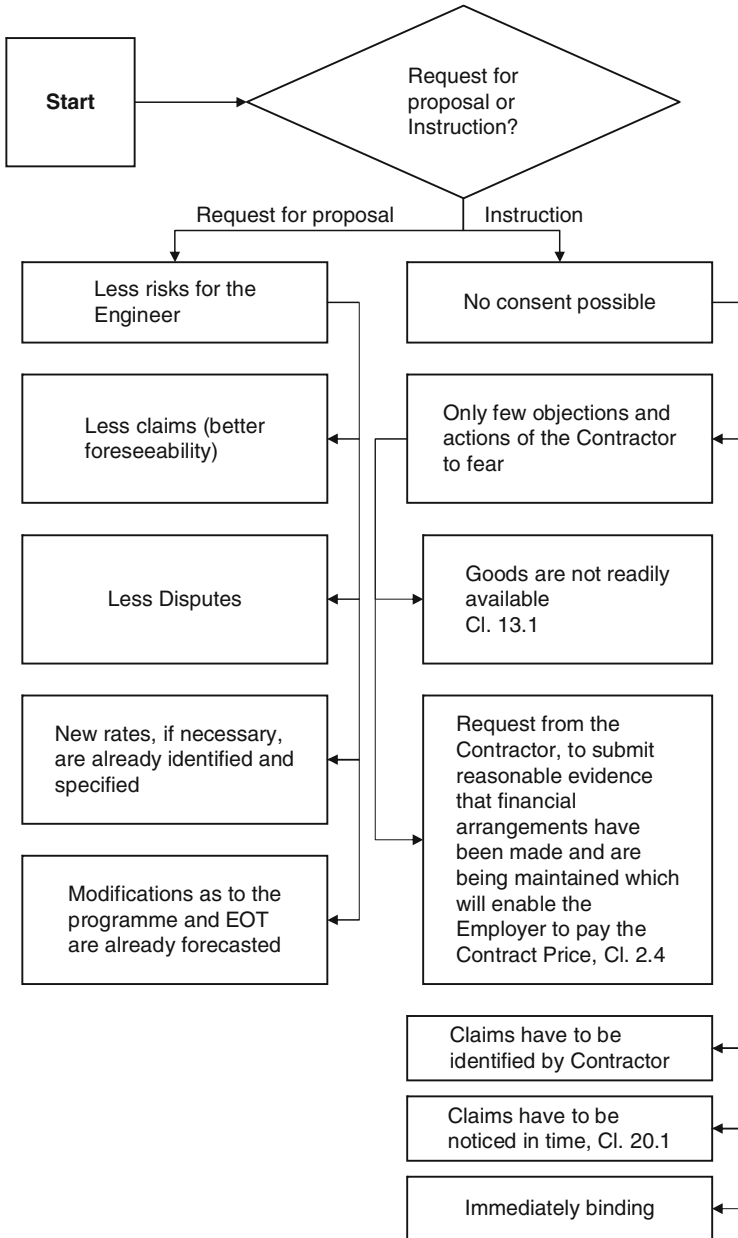 Start
Request for
proposal or
Instruction?
Request for proposal
Instruction
Less risks for the
Engineer
No consent possible
Less claims (better
foreseeability)
Only few objections and
actions of the Contractor
to fear
Less Disputes
Goods are not readily
available
Cl. 13.1
New rates, if necessary,
are already identified and
specified
Request from the
Contractor, to submit
reasonable evidence
that financial
arrangements have
been made and are
being maintained which
will enable the
Employer to pay the
Contract Price, Cl. 2.4
Modifications as to the
programme and EOT
are already forecasted
Claims have to be
identified by Contractor
Claims have to be
noticed in time, Cl. 20.1
Immediately binding